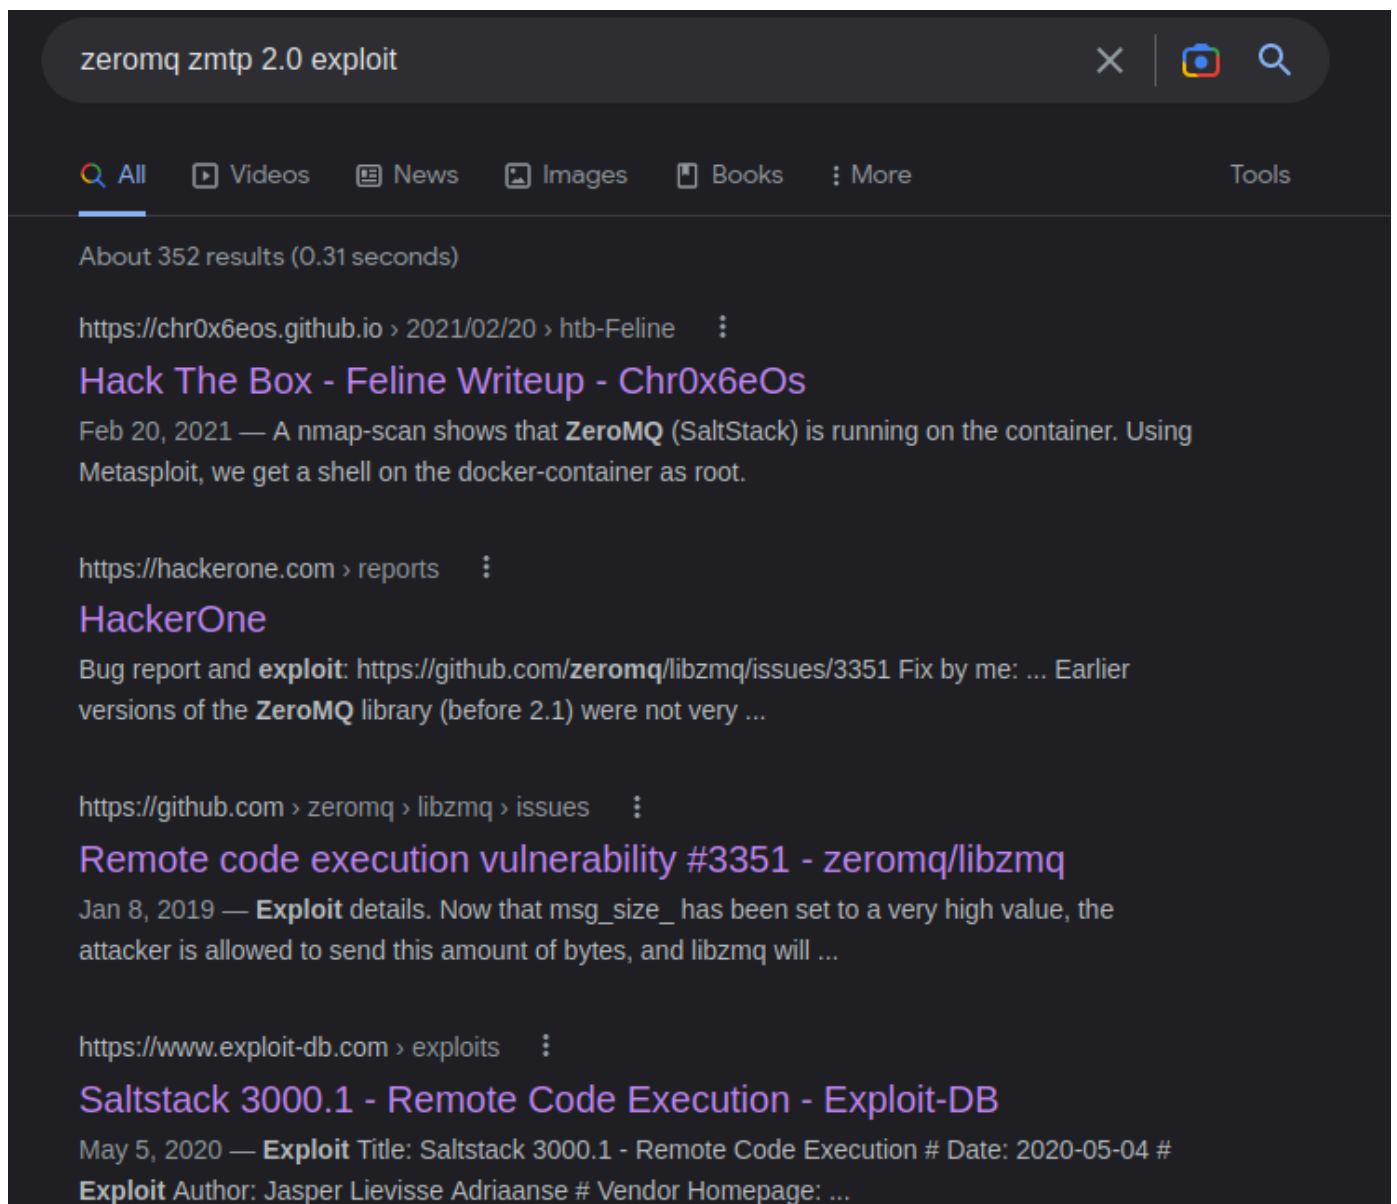 zeromq zmtp 2.0 exploit
All Videos News Images Books More Tools
About 352 results (0.31 seconds)
https://chr0x6eos.github.io › 2021/02/20 › htb-Feline
Hack The Box - Feline Writeup - Chr0x6eOs
Feb 20, 2021 — A nmap-scan shows that ZeroMQ (SaltStack) is running on the container. Using
Metasploit, we get a shell on the docker-container as root.
https://hackerone.com › reports
HackerOne
Bug report and exploit: https://github.com/zeromq/libzmq/issues/3351 Fix by me: ... Earlier
versions of the ZeroMQ library (before 2.1) were not very ...
https://github.com › zeromq › libzmq › issues
Remote code execution vulnerability #3351 - zeromq/libzmq
Jan 8, 2019 — Exploit details. Now that msg_size_ has been set to a very high value, the
attacker is allowed to send this amount of bytes, and libzmq will ...
https://www.exploit-db.com › exploits
Saltstack 3000.1 - Remote Code Execution - Exploit-DB
May 5, 2020 — Exploit Title: Saltstack 3000.1 - Remote Code Execution # Date: 2020-05-04 #
Exploit Author: Jasper Lievisse Adriaanse # Vendor Homepage: ...